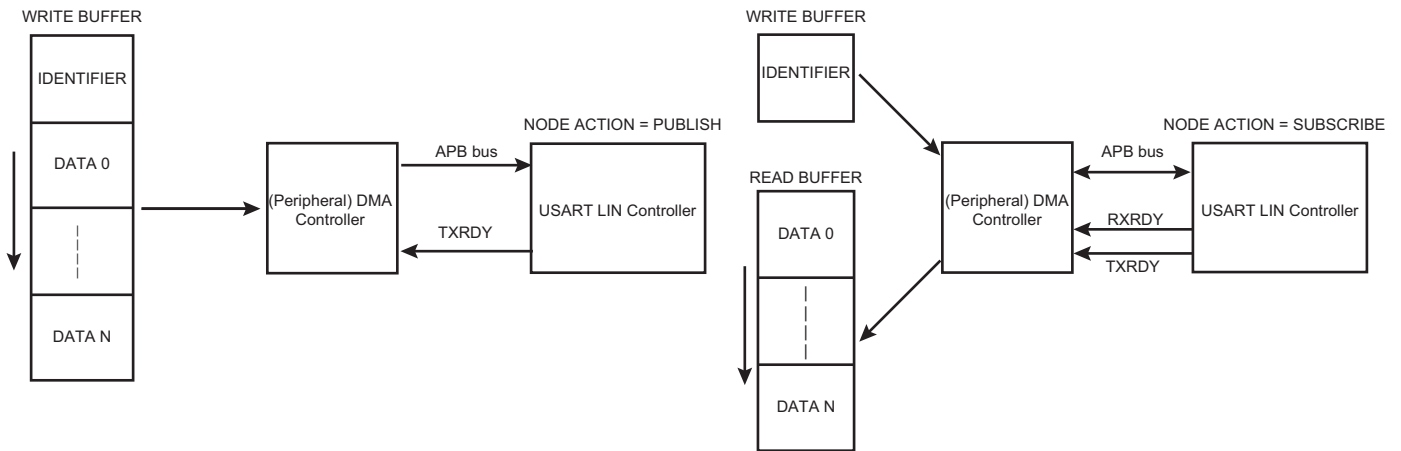 WRITE BUFFER
IDENTIFIER
DATA 0
DATA N
(Peripheral) DMA
Controller
APB bus
TXRDY
NODE ACTION = PUBLISH
USART LIN Controller
WRITE BUFFER
IDENTIFIER
READ BUFFER
DATA 0
DATA N
(Peripheral) DMA
Controller
APB bus
RXRDY
TXRDY
NODE ACTION = SUBSCRIBE
USART LIN Controller